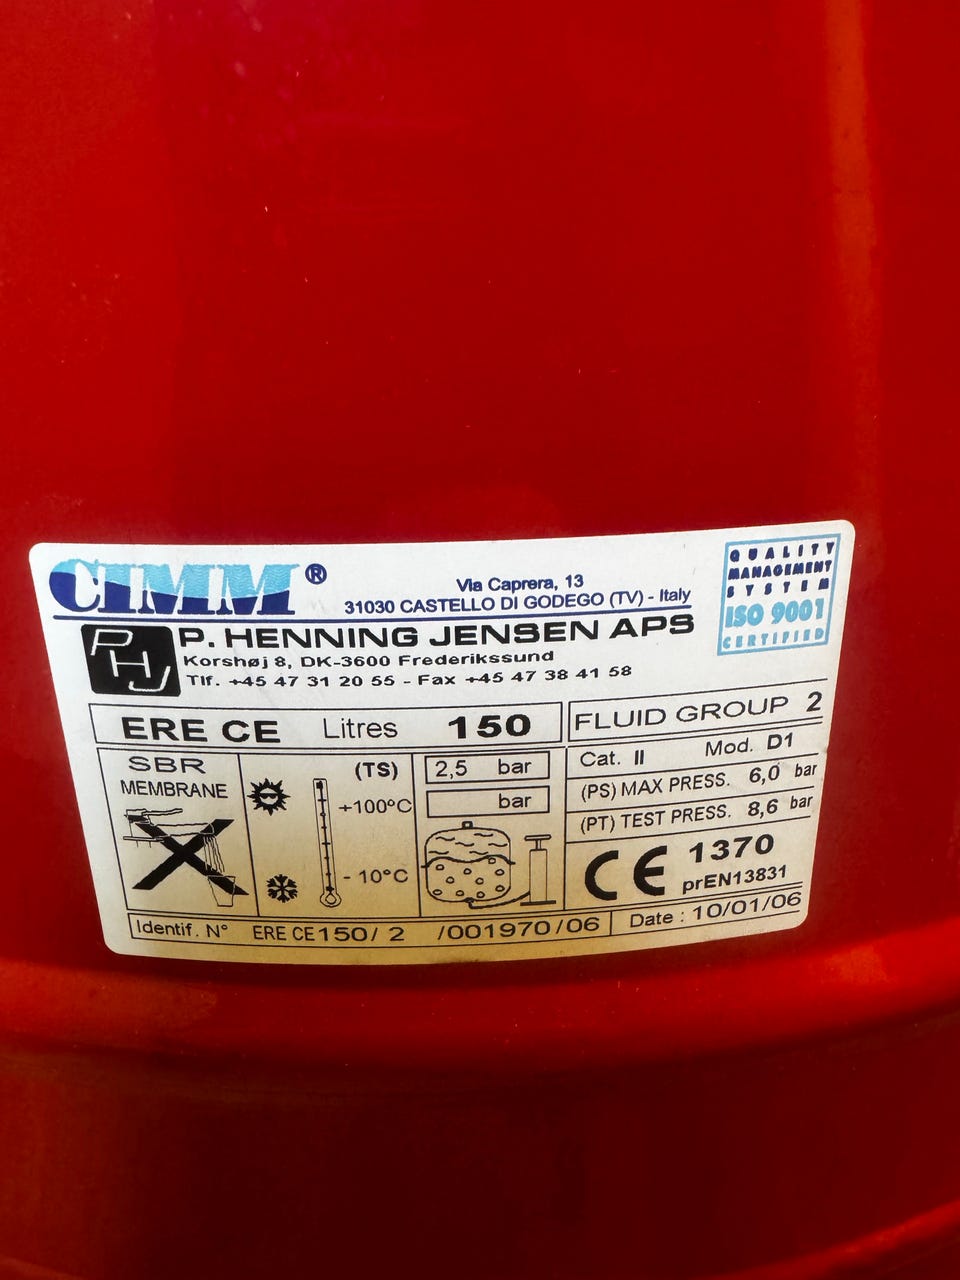 CIMM®
Via Caprera, 13
31030 CASTELLO DI GODEGO (TV) - Italy
QUALITY
MANAGEMENT
SYSTEM
ISO 9001
CERTIFIED
PHJ
P. HENNING JENSEN APS
Korshøj 8, DK-3600 Frederikssund
Tlf. +45 47 31 20 55 - Fax +45 47 38 41 58
ERE CE Litres 150
FLUID GROUP 2
SBR
MEMBRANE
(TS)
+100°C
- 10°C
2,5 bar
bar
Cat. II Mod. D1
(PS) MAX PRESS. 6,0 bar
(PT) TEST PRESS. 8,6 bar
CE 1370
prEN13831
Identif. N° ERE CE150/ 2 /001970/06
Date : 10/01/06